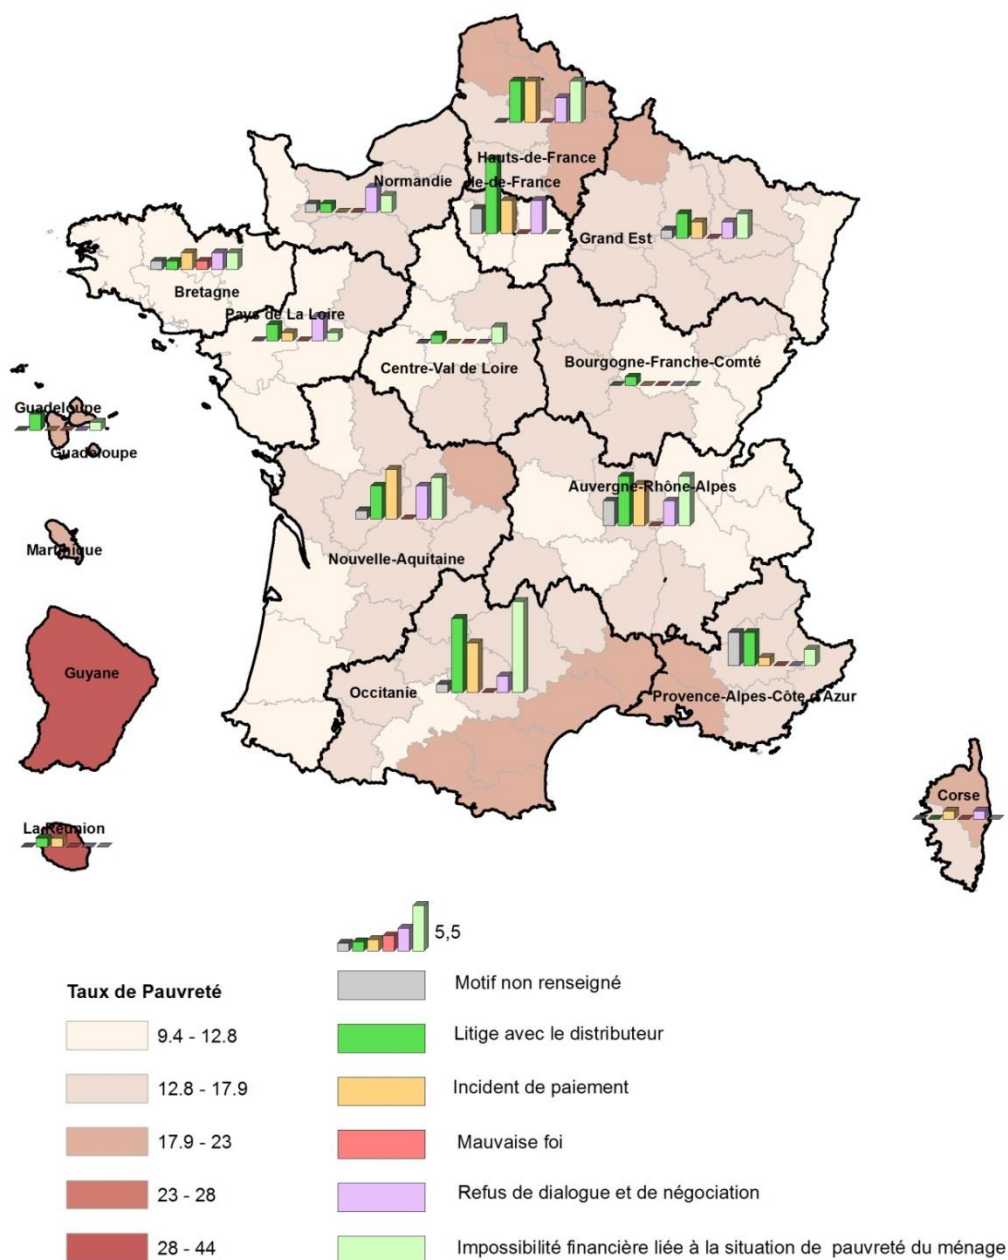 Hauts-de-France
Normandie
Ile-de-France
Grand Est
Bretagne
Pays de La Loire
Centre-Val de Loire
Bourgogne-Franche-Comté
Guadeloupe
Guadeloupe
Auvergne-Rhône-Alpes
Martinique
Nouvelle-Aquitaine
Guyane
Occitanie
Provence-Alpes-Côte d'Azur
Corse
La Réunion
5,5
Taux de Pauvreté
9.4 - 12.8
12.8 - 17.9
17.9 - 23
23 - 28
28 - 44
Motif non renseigné
Litige avec le distributeur
Incident de paiement
Mauvaise foi
Refus de dialogue et de négociation
Impossibilité financière liée à la situation de pauvreté du ménage